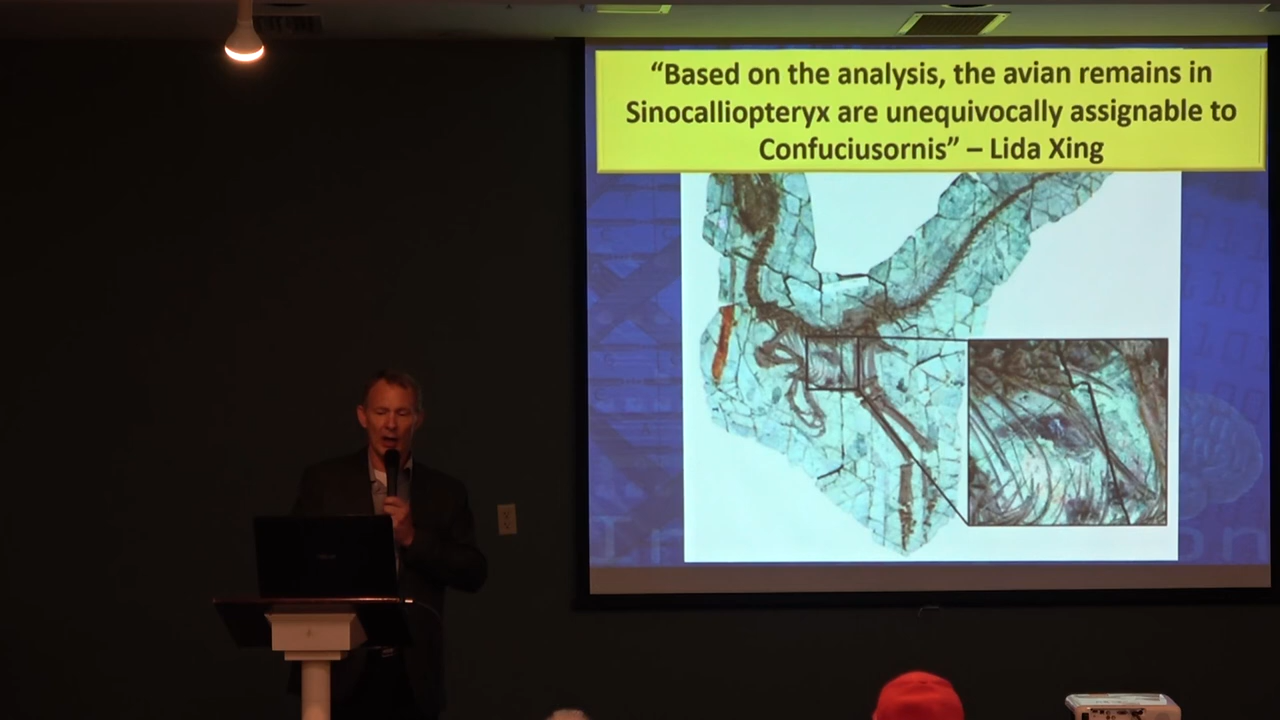 “Based on the analysis, the avian remains in
Sinocalliopteryx are unequivocally assignable to
Confuciusornis” – Lida Xing